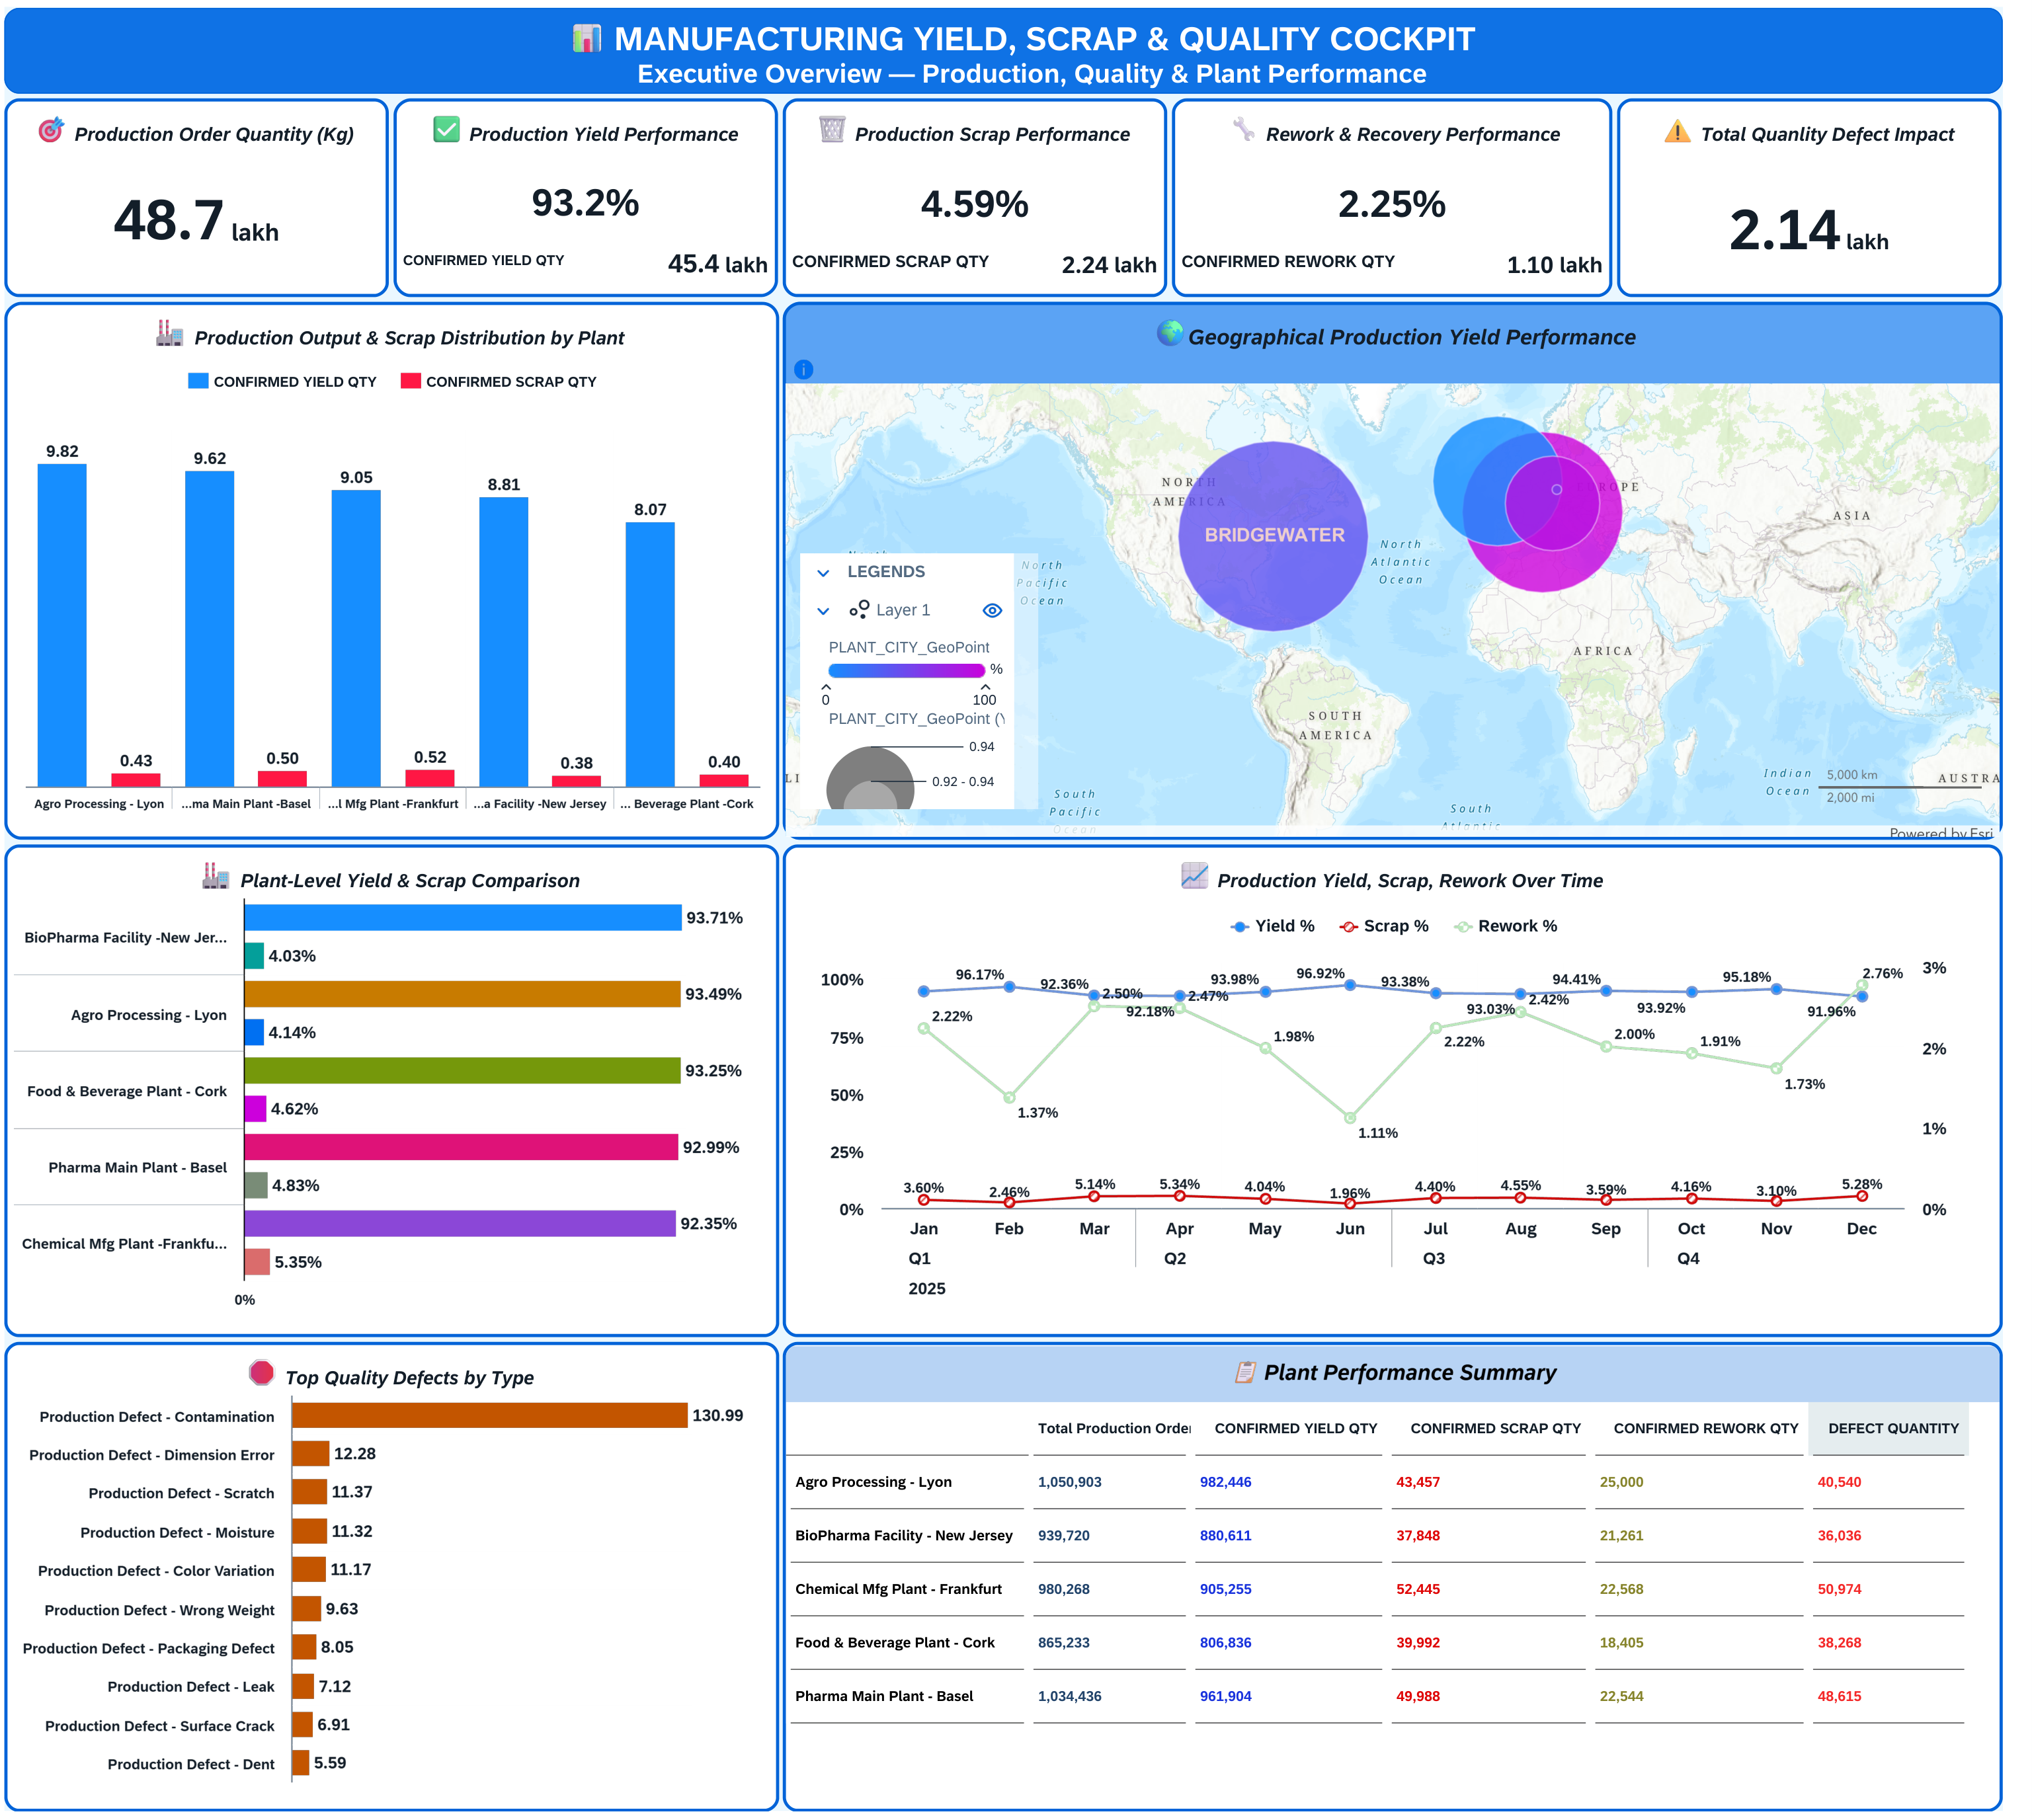 MANUFACTURING YIELD, SCRAP & QUALITY COCKPIT
Executive Overview — Production, Quality & Plant Performance
Production Order Quantity (Kg)
48.7 lakh
Production Yield Performance
93.2%
CONFIRMED YIELD QTY 45.4 lakh
Production Scrap Performance
4.59%
CONFIRMED SCRAP QTY 2.24 lakh
Rework & Recovery Performance
2.25%
CONFIRMED REWORK QTY 1.10 lakh
Total Quanlity Defect Impact
2.14 lakh
Production Output & Scrap Distribution by Plant
CONFIRMED YIELD QTY CONFIRMED SCRAP QTY
9.82 9.62 9.05 8.81 8.07
0.43 0.50 0.52 0.38 0.40
Agro Processing - Lyon ...ma Main Plant -Basel ...l Mfg Plant -Frankfurt ...a Facility -New Jersey ... Beverage Plant -Cork
Geographical Production Yield Performance
NORTH
AMERICA
BRIDGEWATER
ASIA
North
Atlantic
Ocean
North
Pacific
Ocean
AFRICA
SOUTH
AMERICA
Indian
Ocean
AUSTRA
South
Pacific
Ocean
South
Atlantic
5,000 km
2,000 mi
Powered by Esri
LEGENDS
Layer 1
PLANT_CITY_GeoPoint
%
0 100
PLANT_CITY_GeoPoint (Y
0.94
0.92 - 0.94
Plant-Level Yield & Scrap Comparison
BioPharma Facility -New Jer... 93.71%
4.03%
Agro Processing - Lyon 93.49%
4.14%
Food & Beverage Plant - Cork 93.25%
4.62%
Pharma Main Plant - Basel 92.99%
4.83%
Chemical Mfg Plant -Frankfu... 92.35%
5.35%
0%
Production Yield, Scrap, Rework Over Time
Yield % Scrap % Rework %
100% 75% 50% 25% 0%
3% 2% 1% 0%
96.17% 92.36% 92.18% 93.98% 96.92% 93.38% 93.03% 94.41% 93.92% 95.18% 91.96%
2.22% 1.37% 2.50% 2.47% 1.98% 1.11% 2.22% 2.42% 2.00% 1.91% 1.73% 2.76%
3.60% 2.46% 5.14% 5.34% 4.04% 1.96% 4.40% 4.55% 3.59% 4.16% 3.10% 5.28%
Jan Feb Mar Apr May Jun Jul Aug Sep Oct Nov Dec
Q1 Q2 Q3 Q4
2025
Top Quality Defects by Type
Production Defect - Contamination 130.99
Production Defect - Dimension Error 12.28
Production Defect - Scratch 11.37
Production Defect - Moisture 11.32
Production Defect - Color Variation 11.17
Production Defect - Wrong Weight 9.63
Production Defect - Packaging Defect 8.05
Production Defect - Leak 7.12
Production Defect - Surface Crack 6.91
Production Defect - Dent 5.59
Plant Performance Summary
Total Production Order CONFIRMED YIELD QTY CONFIRMED SCRAP QTY CONFIRMED REWORK QTY DEFECT QUANTITY
Agro Processing - Lyon 1,050,903 982,446 43,457 25,000 40,540
BioPharma Facility - New Jersey 939,720 880,611 37,848 21,261 36,036
Chemical Mfg Plant - Frankfurt 980,268 905,255 52,445 22,568 50,974
Food & Beverage Plant - Cork 865,233 806,836 39,992 18,405 38,268
Pharma Main Plant - Basel 1,034,436 961,904 49,988 22,544 48,615